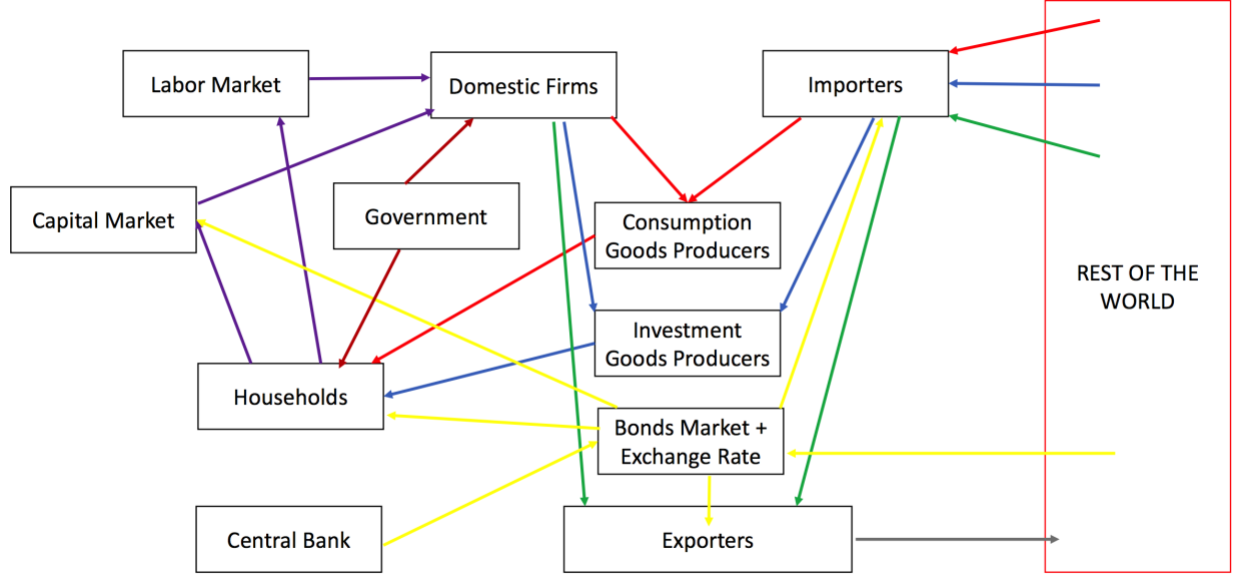 Labor Market
Domestic Firms
Importers
Capital Market
Government
Consumption
Goods Producers
REST OF THE
WORLD
Investment
Goods Producers
Households
Bonds Market +
Exchange Rate
Central Bank
Exporters